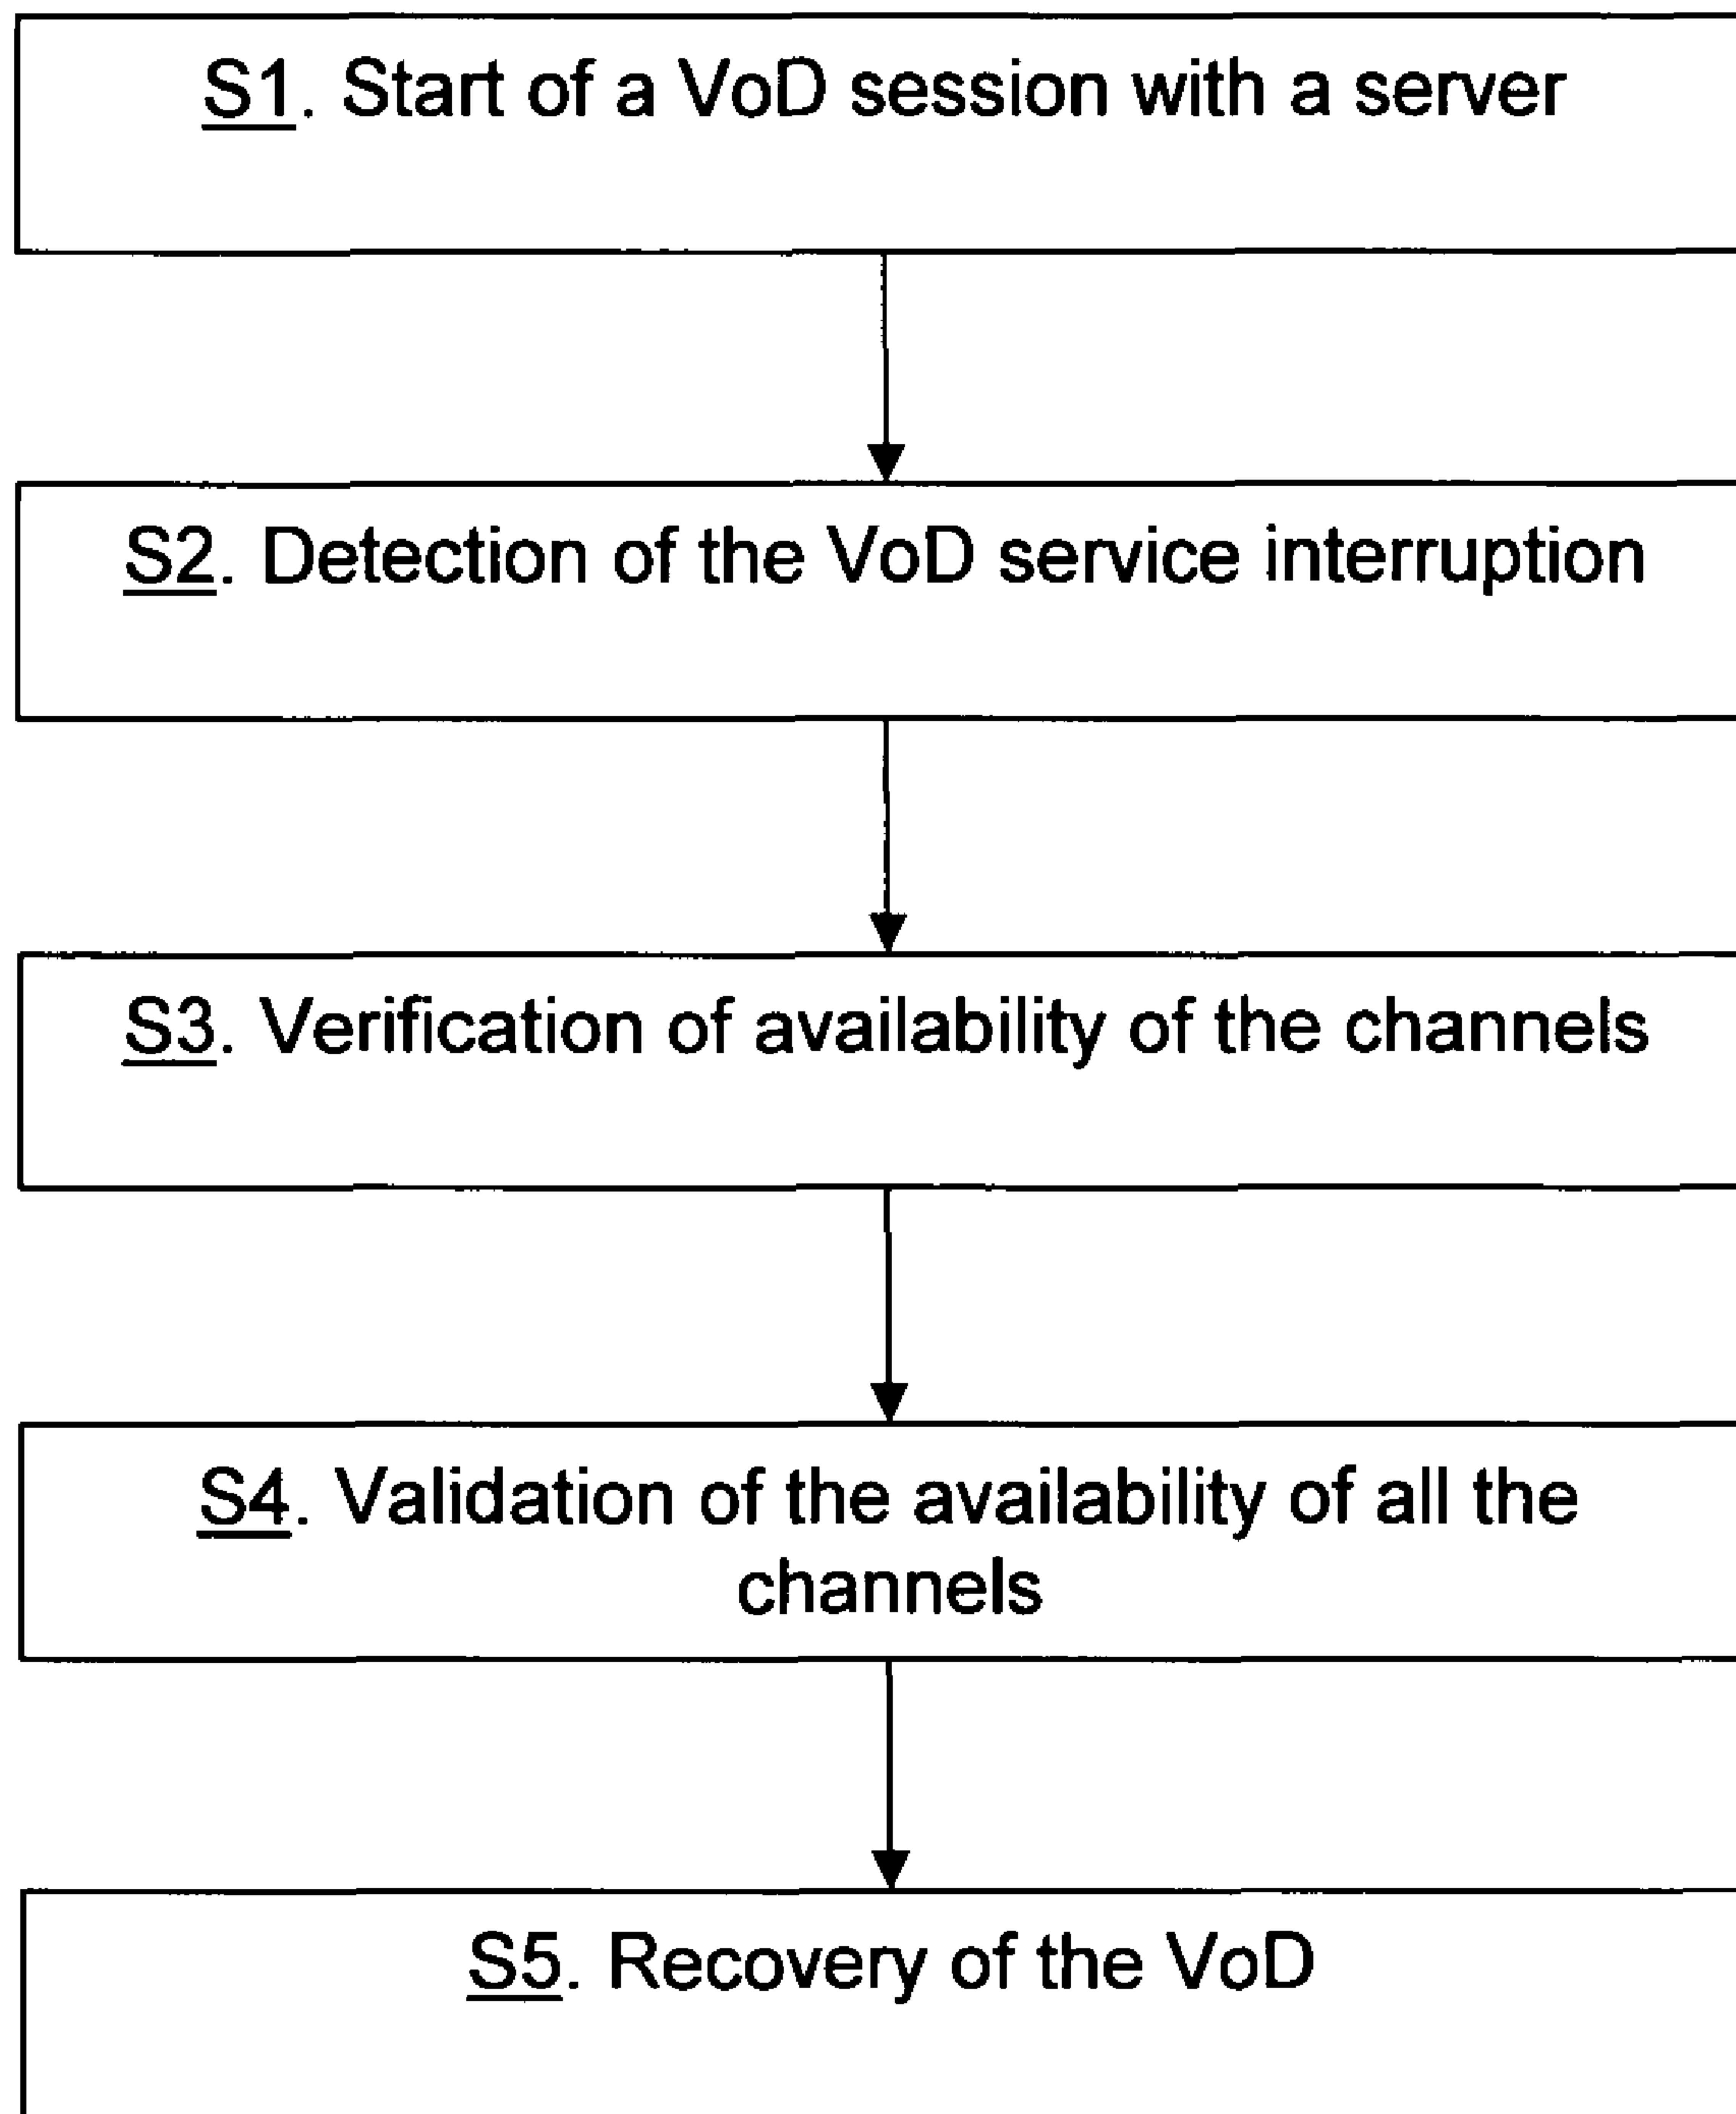 S1. Start of a VoD session with a server
S2. Detection of the VoD service interruption
S3. Verification of availability of the channels
S4. Validation of the availability of all the
channels
S5. Recovery of the VoD